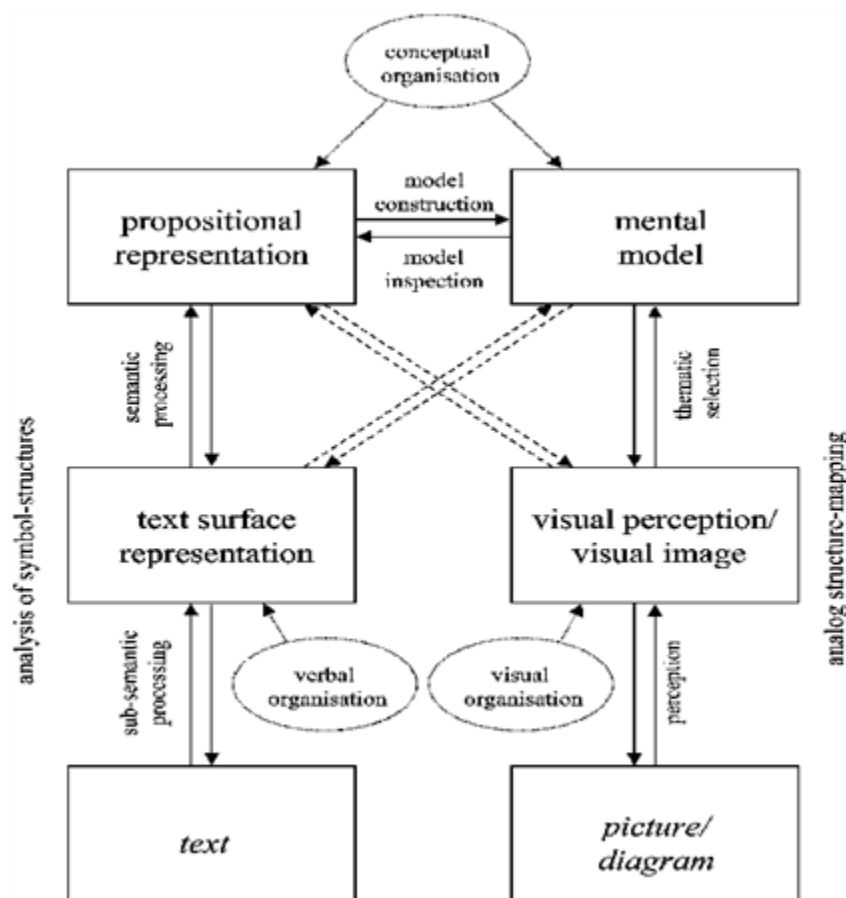 conceptual
organisation
propositional
representation
model
construction
model
inspection
mental
model
semantic
processing
thematic
selection
analysis of symbol-structures
text surface
representation
visual perception/
visual image
analog structure-mapping
sub-semantic
processing
verbal
organisation
visual
organisation
perception
text
picture/
diagram